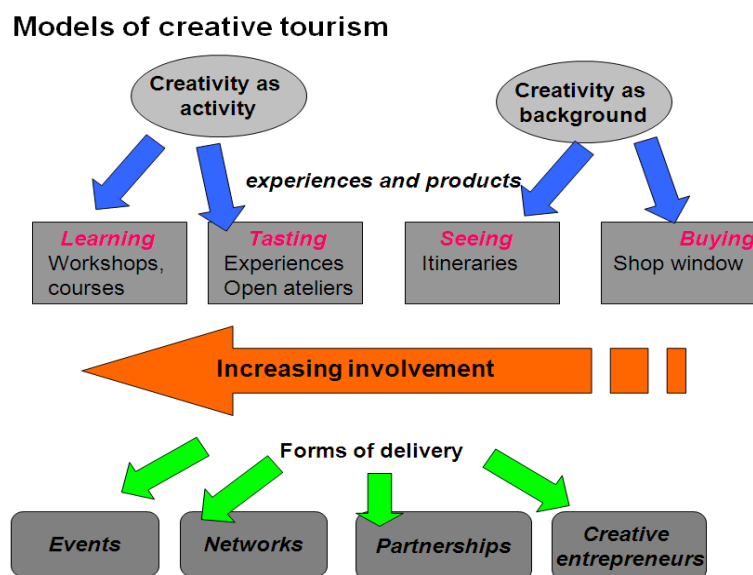 Models of creative tourism
Creativity as
activity
Creativity as
background
experiences and products
Learning
Workshops,
courses
Tasting
Experiences
Open ateliers
Seeing
Itineraries
Buying
Shop window
Increasing involvement
Forms of delivery
Events
Networks
Partnerships
Creative
entrepreneurs